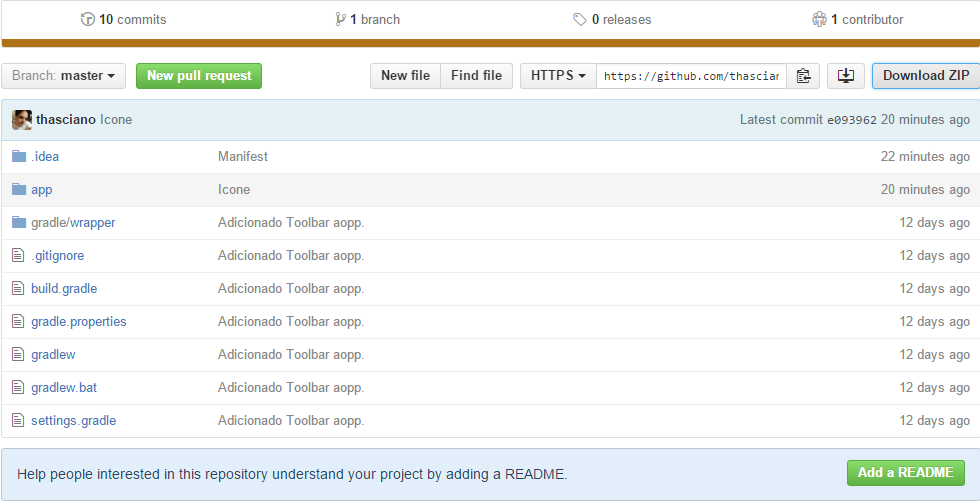 10 commits 1 branch 0 releases 1 contributor
Branch: master New pull request New file Find file HTTPS https://github.com/thascian Download ZIP
thasciano Icone Latest commit e093962 20 minutes ago
.idea Manifest 22 minutes ago
app Icone 20 minutes ago
gradle/wrapper Adicionado Toolbar aopp. 12 days ago
.gitignore Adicionado Toolbar aopp. 12 days ago
build.gradle Adicionado Toolbar aopp. 12 days ago
gradle.properties Adicionado Toolbar aopp. 12 days ago
gradlew Adicionado Toolbar aopp. 12 days ago
gradlew.bat Adicionado Toolbar aopp. 12 days ago
settings.gradle Adicionado Toolbar aopp. 12 days ago
Help people interested in this repository understand your project by adding a README. Add a README